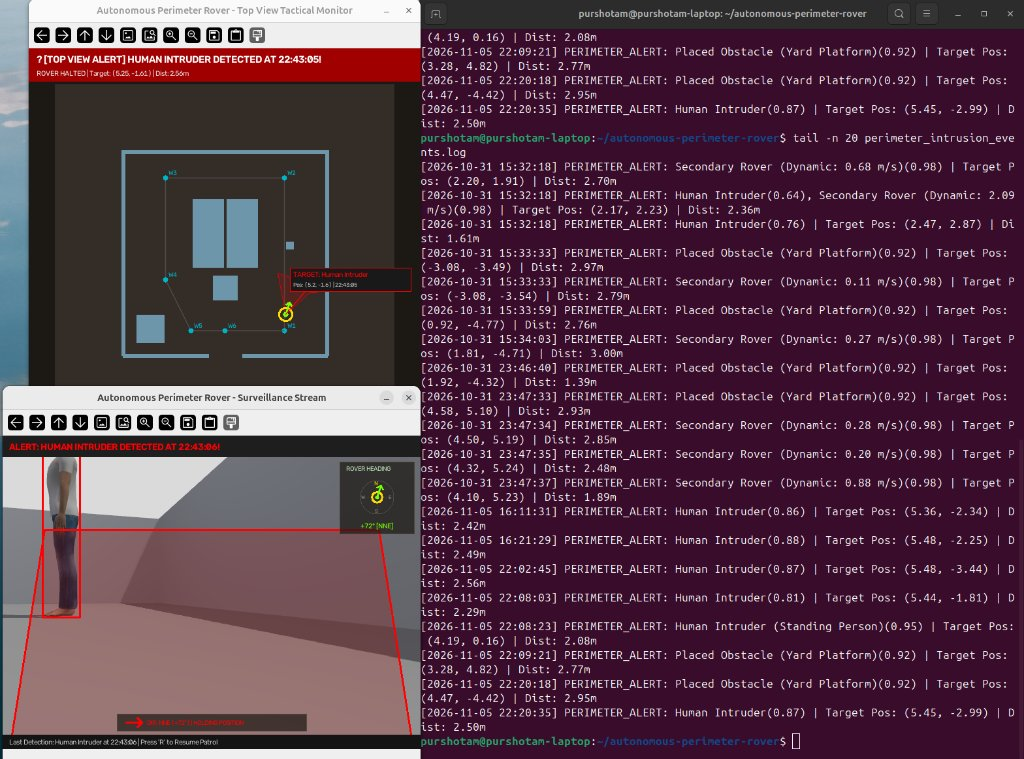 Autonomous Perimeter Rover - Top View Tactical Monitor
? [TOP VIEW ALERT] HUMAN INTRUDER DETECTED AT 22:43:05!
ROVER HALTED | Target: (5.25, -1.61) | Dist: 2.56m
W3
W2
W4
TARGET: Human Intruder
Pos: (5.2, -1.6) | 22:43:05
W5
W6
W1
Autonomous Perimeter Rover - Surveillance Stream
ALERT: HUMAN INTRUDER DETECTED AT 22:43:06!
ROVER HEADING
N
W
E
S
+72° [NNE]
HOLDING POSITION
Last Detection: Human Intruder at 22:43:06 | Press 'R' to Resume Patrol
purshotam@purshotam-laptop: ~/autonomous-perimeter-rover
(4.19, 0.16) | Dist: 2.08m
[2026-11-05 22:09:21] PERIMETER_ALERT: Placed Obstacle (Yard Platform)(0.92) | Target Pos:
(3.28, 4.82) | Dist: 2.77m
[2026-11-05 22:20:18] PERIMETER_ALERT: Placed Obstacle (Yard Platform)(0.92) | Target Pos:
(4.47, -4.42) | Dist: 2.95m
[2026-11-05 22:20:35] PERIMETER_ALERT: Human Intruder(0.87) | Target Pos: (5.45, -2.99) | D
ist: 2.50m
purshotam@purshotam-laptop:~/autonomous-perimeter-rover$ tail -n 20 perimeter_intrusion_eve
nts.log
[2026-10-31 15:32:18] PERIMETER_ALERT: Secondary Rover (Dynamic: 0.68 m/s)(0.98) | Target P
os: (2.20, 1.91) | Dist: 2.70m
[2026-10-31 15:32:18] PERIMETER_ALERT: Human Intruder(0.64), Secondary Rover (Dynamic: 2.09
m/s)(0.98) | Target Pos: (2.17, 2.23) | Dist: 2.36m
[2026-10-31 15:32:18] PERIMETER_ALERT: Human Intruder(0.76) | Target Pos: (2.47, 2.87) | Di
st: 1.61m
[2026-10-31 15:33:33] PERIMETER_ALERT: Placed Obstacle (Yard Platform)(0.92) | Target Pos:
(-3.08, -3.49) | Dist: 2.97m
[2026-10-31 15:33:33] PERIMETER_ALERT: Secondary Rover (Dynamic: 0.11 m/s)(0.98) | Target P
os: (-3.08, -3.54) | Dist: 2.79m
[2026-10-31 15:33:59] PERIMETER_ALERT: Placed Obstacle (Yard Platform)(0.92) | Target Pos:
(0.92, -4.77) | Dist: 2.76m
[2026-10-31 15:34:03] PERIMETER_ALERT: Secondary Rover (Dynamic: 0.27 m/s)(0.98) | Target P
os: (1.81, -4.71) | Dist: 3.00m
[2026-10-31 23:46:40] PERIMETER_ALERT: Placed Obstacle (Yard Platform)(0.92) | Target Pos:
(1.92, -4.32) | Dist: 1.39m
[2026-10-31 23:47:33] PERIMETER_ALERT: Placed Obstacle (Yard Platform)(0.92) | Target Pos:
(4.58, 5.10) | Dist: 2.93m
[2026-10-31 23:47:34] PERIMETER_ALERT: Secondary Rover (Dynamic: 0.28 m/s)(0.98) | Target P
os: (4.50, 5.19) | Dist: 2.85m
[2026-10-31 23:47:35] PERIMETER_ALERT: Secondary Rover (Dynamic: 0.20 m/s)(0.98) | Target P
os: (4.32, 5.24) | Dist: 2.48m
[2026-10-31 23:47:37] PERIMETER_ALERT: Secondary Rover (Dynamic: 0.88 m/s)(0.98) | Target P
os: (4.10, 5.23) | Dist: 1.89m
[2026-11-05 16:11:31] PERIMETER_ALERT: Human Intruder(0.86) | Target Pos: (5.36, -2.34) | D
ist: 2.42m
[2026-11-05 16:21:29] PERIMETER_ALERT: Human Intruder(0.88) | Target Pos: (5.48, -2.25) | D
ist: 2.49m
[2026-11-05 22:02:45] PERIMETER_ALERT: Human Intruder(0.87) | Target Pos: (5.48, -3.44) | D
ist: 2.56m
[2026-11-05 22:08:03] PERIMETER_ALERT: Human Intruder(0.81) | Target Pos: (5.44, -1.81) | D
ist: 2.29m
[2026-11-05 22:08:23] PERIMETER_ALERT: Human Intruder (Standing Person)(0.95) | Target Pos:
(4.19, 0.16) | Dist: 2.08m
[2026-11-05 22:09:21] PERIMETER_ALERT: Placed Obstacle (Yard Platform)(0.92) | Target Pos:
(3.28, 4.82) | Dist: 2.77m
[2026-11-05 22:20:18] PERIMETER_ALERT: Placed Obstacle (Yard Platform)(0.92) | Target Pos:
(4.47, -4.42) | Dist: 2.95m
[2026-11-05 22:20:35] PERIMETER_ALERT: Human Intruder(0.87) | Target Pos: (5.45, -2.99) | D
ist: 2.50m
purshotam@purshotam-laptop:~/autonomous-perimeter-rover$